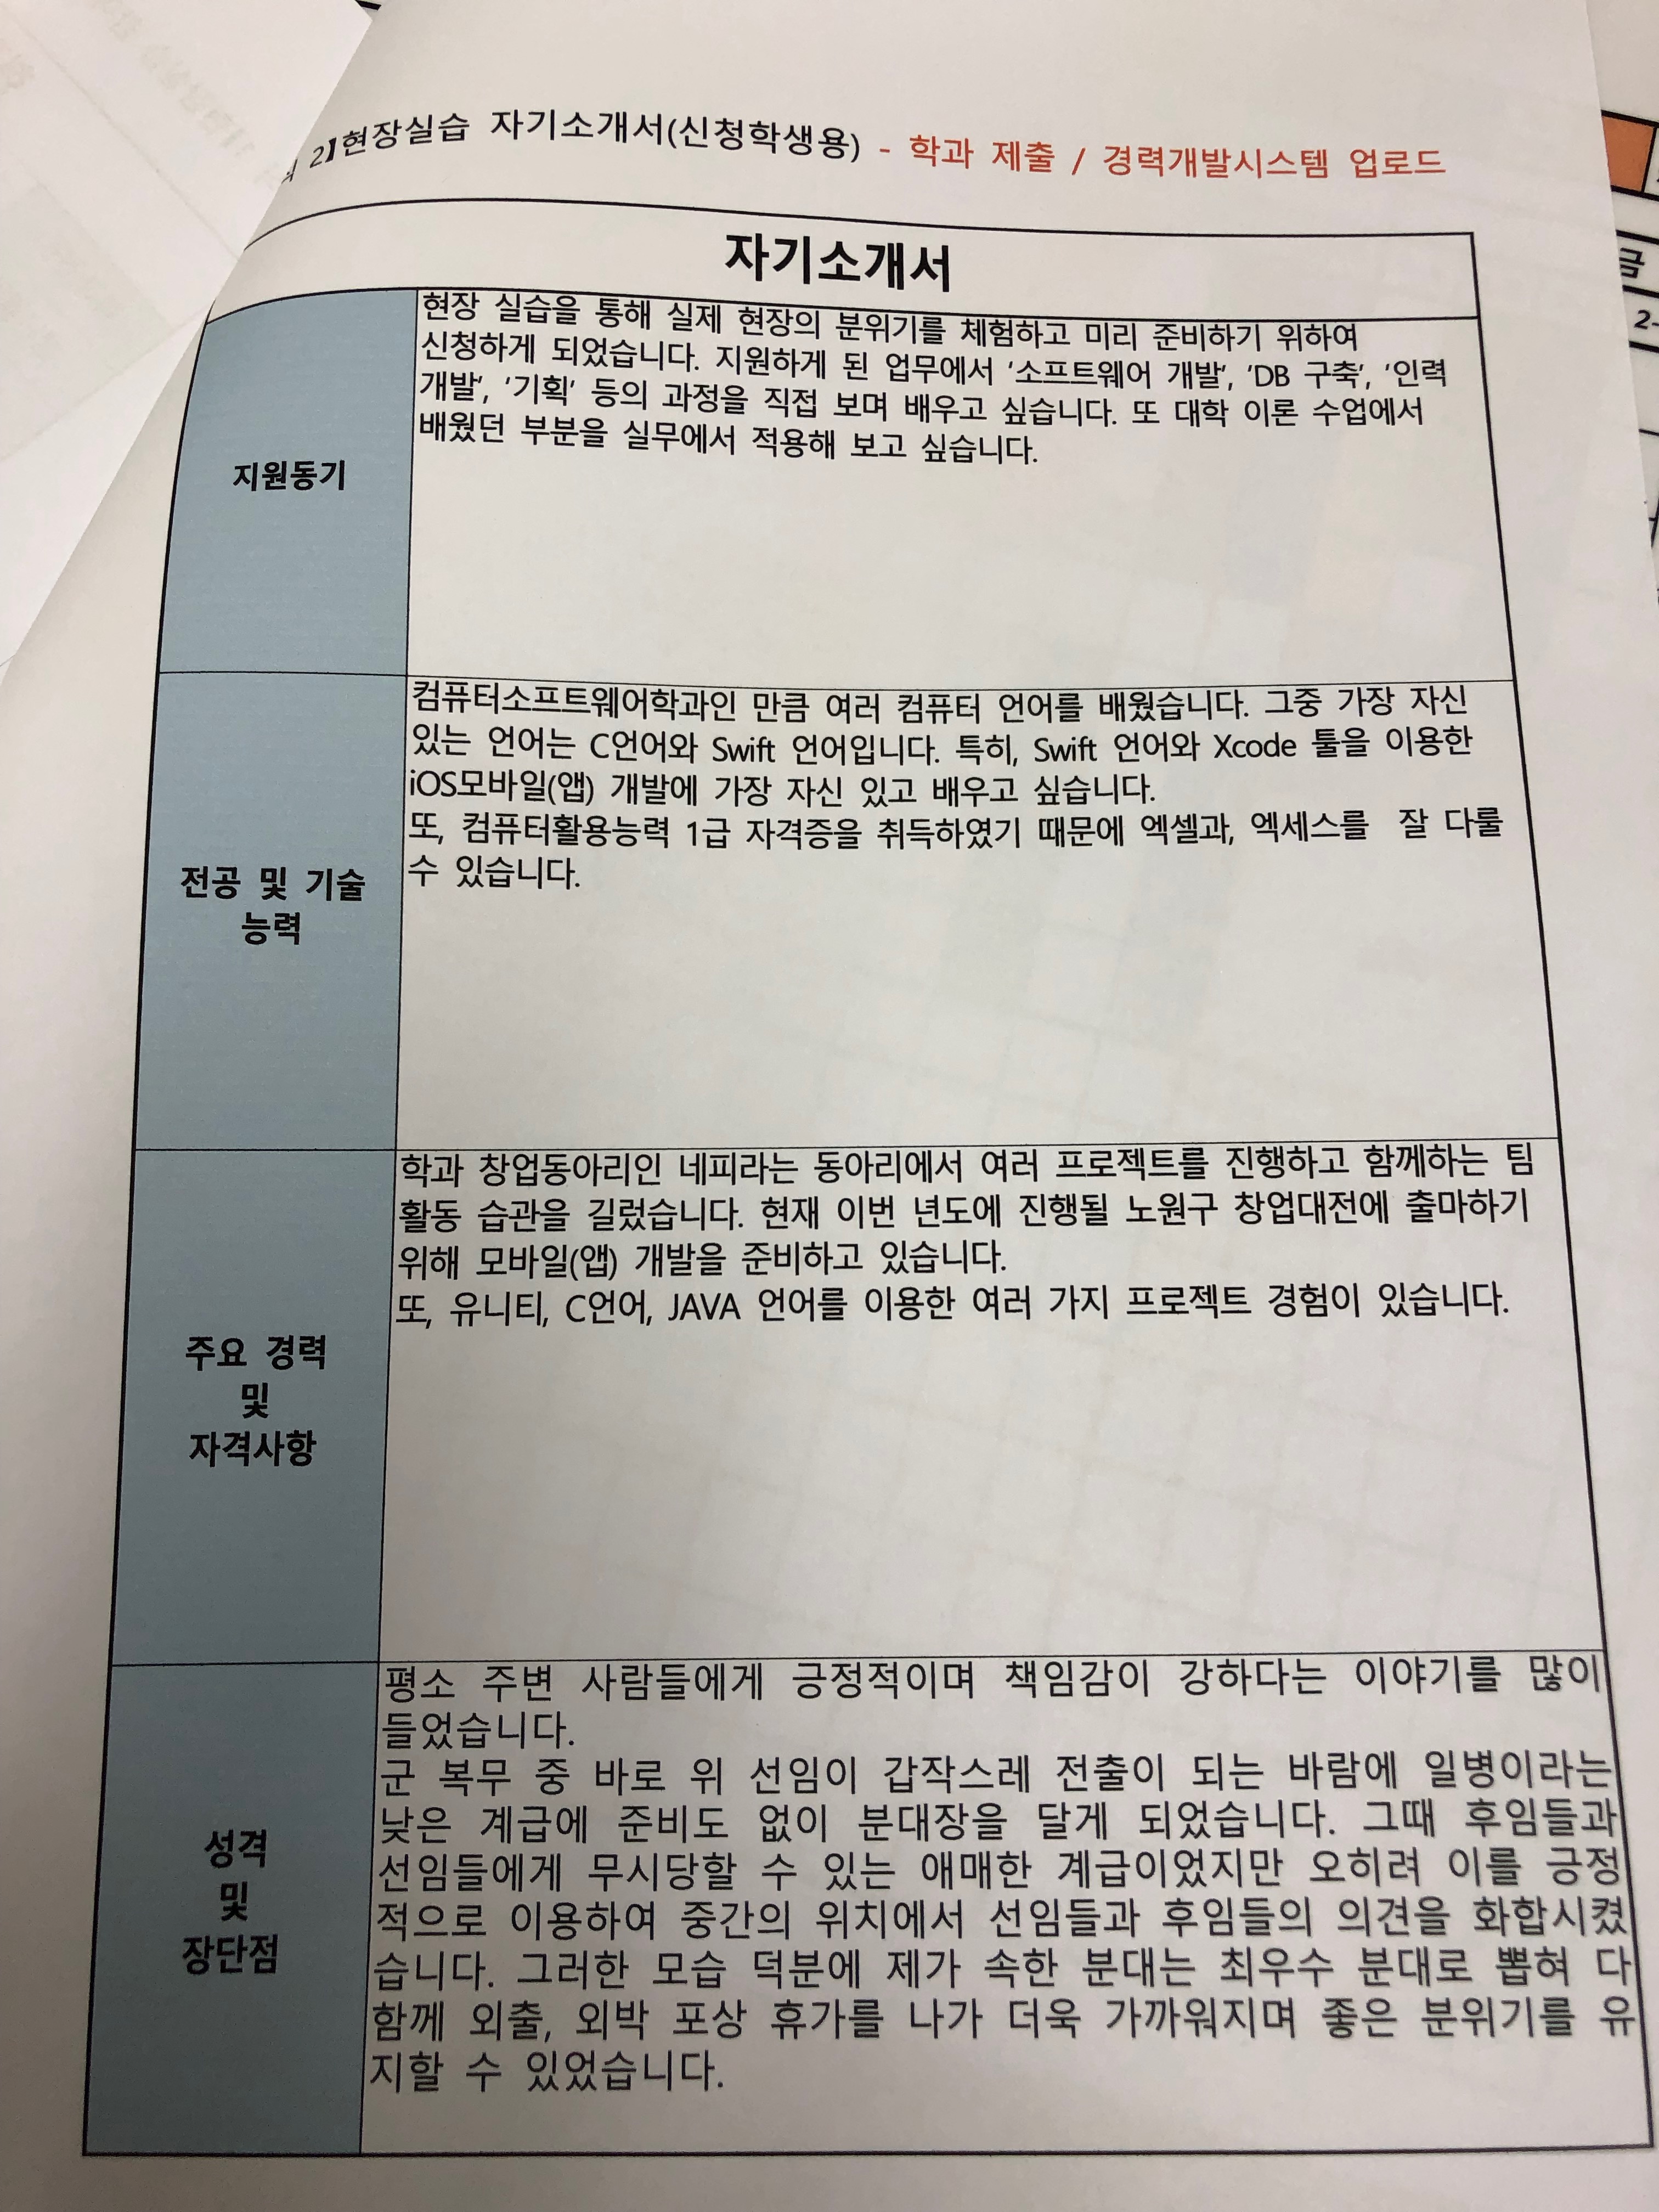 2】현장실습 자기소개서(신청학생용) - 학과 제출 / 경력개발시스템 업로드
자기소개서
지원동기
현장 실습을 통해 실제 현장의 분위기를 체험하고 미리 준비하기 위하여
신청하게 되었습니다. 지원하게 된 업무에서 '소프트웨어 개발', 'DB 구축', '인력
개발', '기획' 등의 과정을 직접 보며 배우고 싶습니다. 또 대학 이론 수업에서
배웠던 부분을 실무에서 적용해 보고 싶습니다.
전공 및 기술
능력
컴퓨터소프트웨어학과인 만큼 여러 컴퓨터 언어를 배웠습니다. 그중 가장 자신
있는 언어는 C언어와 Swift 언어입니다. 특히, Swift 언어와 Xcode 툴을 이용한
iOS모바일(앱) 개발에 가장 자신 있고 배우고 싶습니다.
또, 컴퓨터활용능력 1급 자격증을 취득하였기 때문에 엑셀과, 엑세스를 잘 다룰
수 있습니다.
주요 경력
및
자격사항
학과 창업동아리인 네피라는 동아리에서 여러 프로젝트를 진행하고 함께하는 팀
활동 습관을 길렀습니다. 현재 이번 년도에 진행될 노원구 창업대전에 출마하기
위해 모바일(앱) 개발을 준비하고 있습니다.
또, 유니티, C언어, JAVA 언어를 이용한 여러 가지 프로젝트 경험이 있습니다.
성격
및
장단점
평소 주변 사람들에게 긍정적이며 책임감이 강하다는 이야기를 많이
들었습니다.
군 복무 중 바로 위 선임이 갑작스레 전출이 되는 바람에 일병이라는
낮은 계급에 준비도 없이 분대장을 달게 되었습니다. 그때 후임들과
선임들에게 무시당할 수 있는 애매한 계급이었지만 오히려 이를 긍정
적으로 이용하여 중간의 위치에서 선임들과 후임들의 의견을 화합시켰
습니다. 그러한 모습 덕분에 제가 속한 분대는 최우수 분대로 뽑혀 다
함께 외출, 외박 포상 휴가를 나가 더욱 가까워지며 좋은 분위기를 유
지할 수 있었습니다.
금
2-